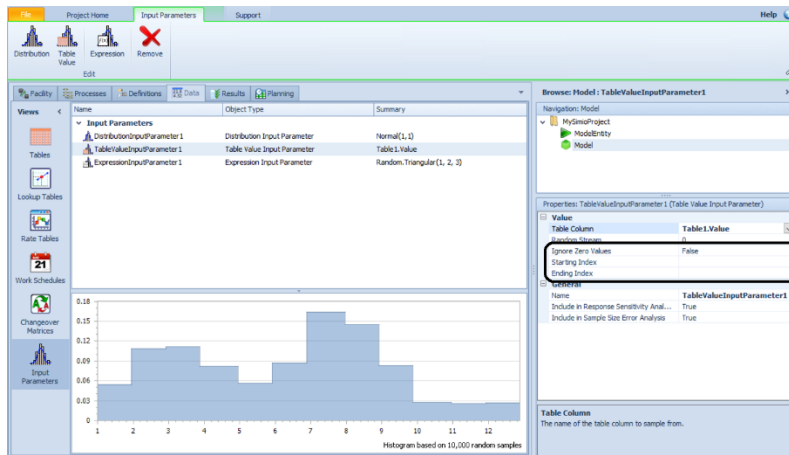 File Project Home Input Parameters Support Help
Distribution Table Value Expression Remove
Edit
Facility Processes Definitions Data Results Planning
Views <
Tables
Lookup Tables
Rate Tables
21
Work Schedules
Changeover Matrices
Input Parameters
Name Object Type Summary
Input Parameters
DistributionInputParameter1 Distribution Input Parameter Normal(1,1)
TableValueInputParameter1 Table Value Input Parameter Table1.Value
ExpressionInputParameter1 Expression Input Parameter Random.Triangular(1, 2, 3)
0.18
0.15
0.12
0.09
0.06
0.03
0
1 2 3 4 5 6 7 8 9 10 11 12
Histogram based on 10,000 random samples
Browse: Model : TableValueInputParameter1
Navigation: Model
MySimioProject
ModelEntity
Model
Properties: TableValueInputParameter1 (Table Value Input Parameter)
Value
Table Column Table1.Value
Random Stream 0
Ignore Zero Values False
Starting Index
Ending Index
General
Name TableValueInputParameter1
Include in Response Sensitivity Anal... True
Include in Sample Size Error Analysis True
Table Column
The name of the table column to sample from.